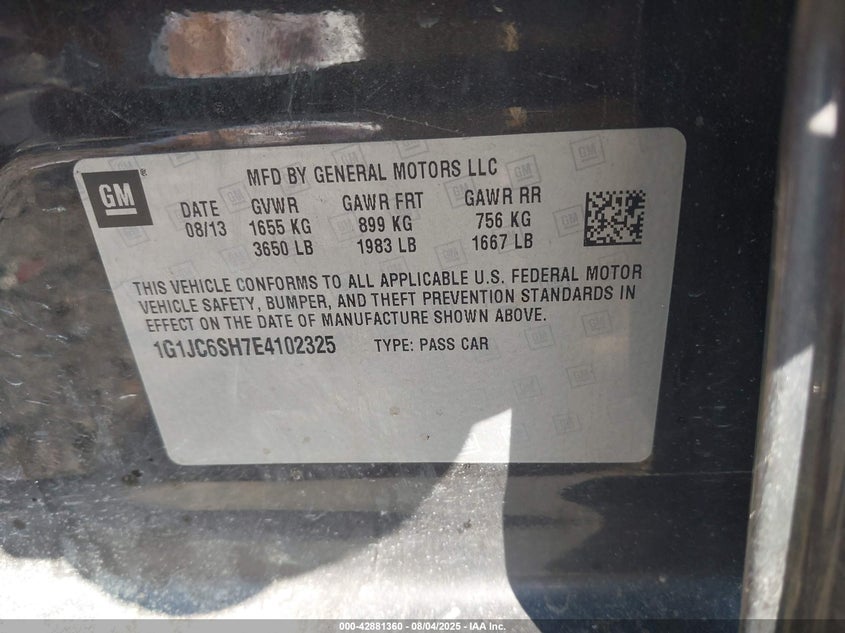 GM
MFD BY GENERAL MOTORS LLC
DATE GVWR GAWR FRT GAWR RR
08/13 1655 KG 899 KG 756 KG
3650 LB 1983 LB 1667 LB
THIS VEHICLE CONFORMS TO ALL APPLICABLE U.S. FEDERAL MOTOR
VEHICLE SAFETY, BUMPER, AND THEFT PREVENTION STANDARDS IN
EFFECT ON THE DATE OF MANUFACTURE SHOWN ABOVE.
1G1JC6SH7E4102325 TYPE: PASS CAR
000-42881360 - 08/04/2025 - IAA Inc.